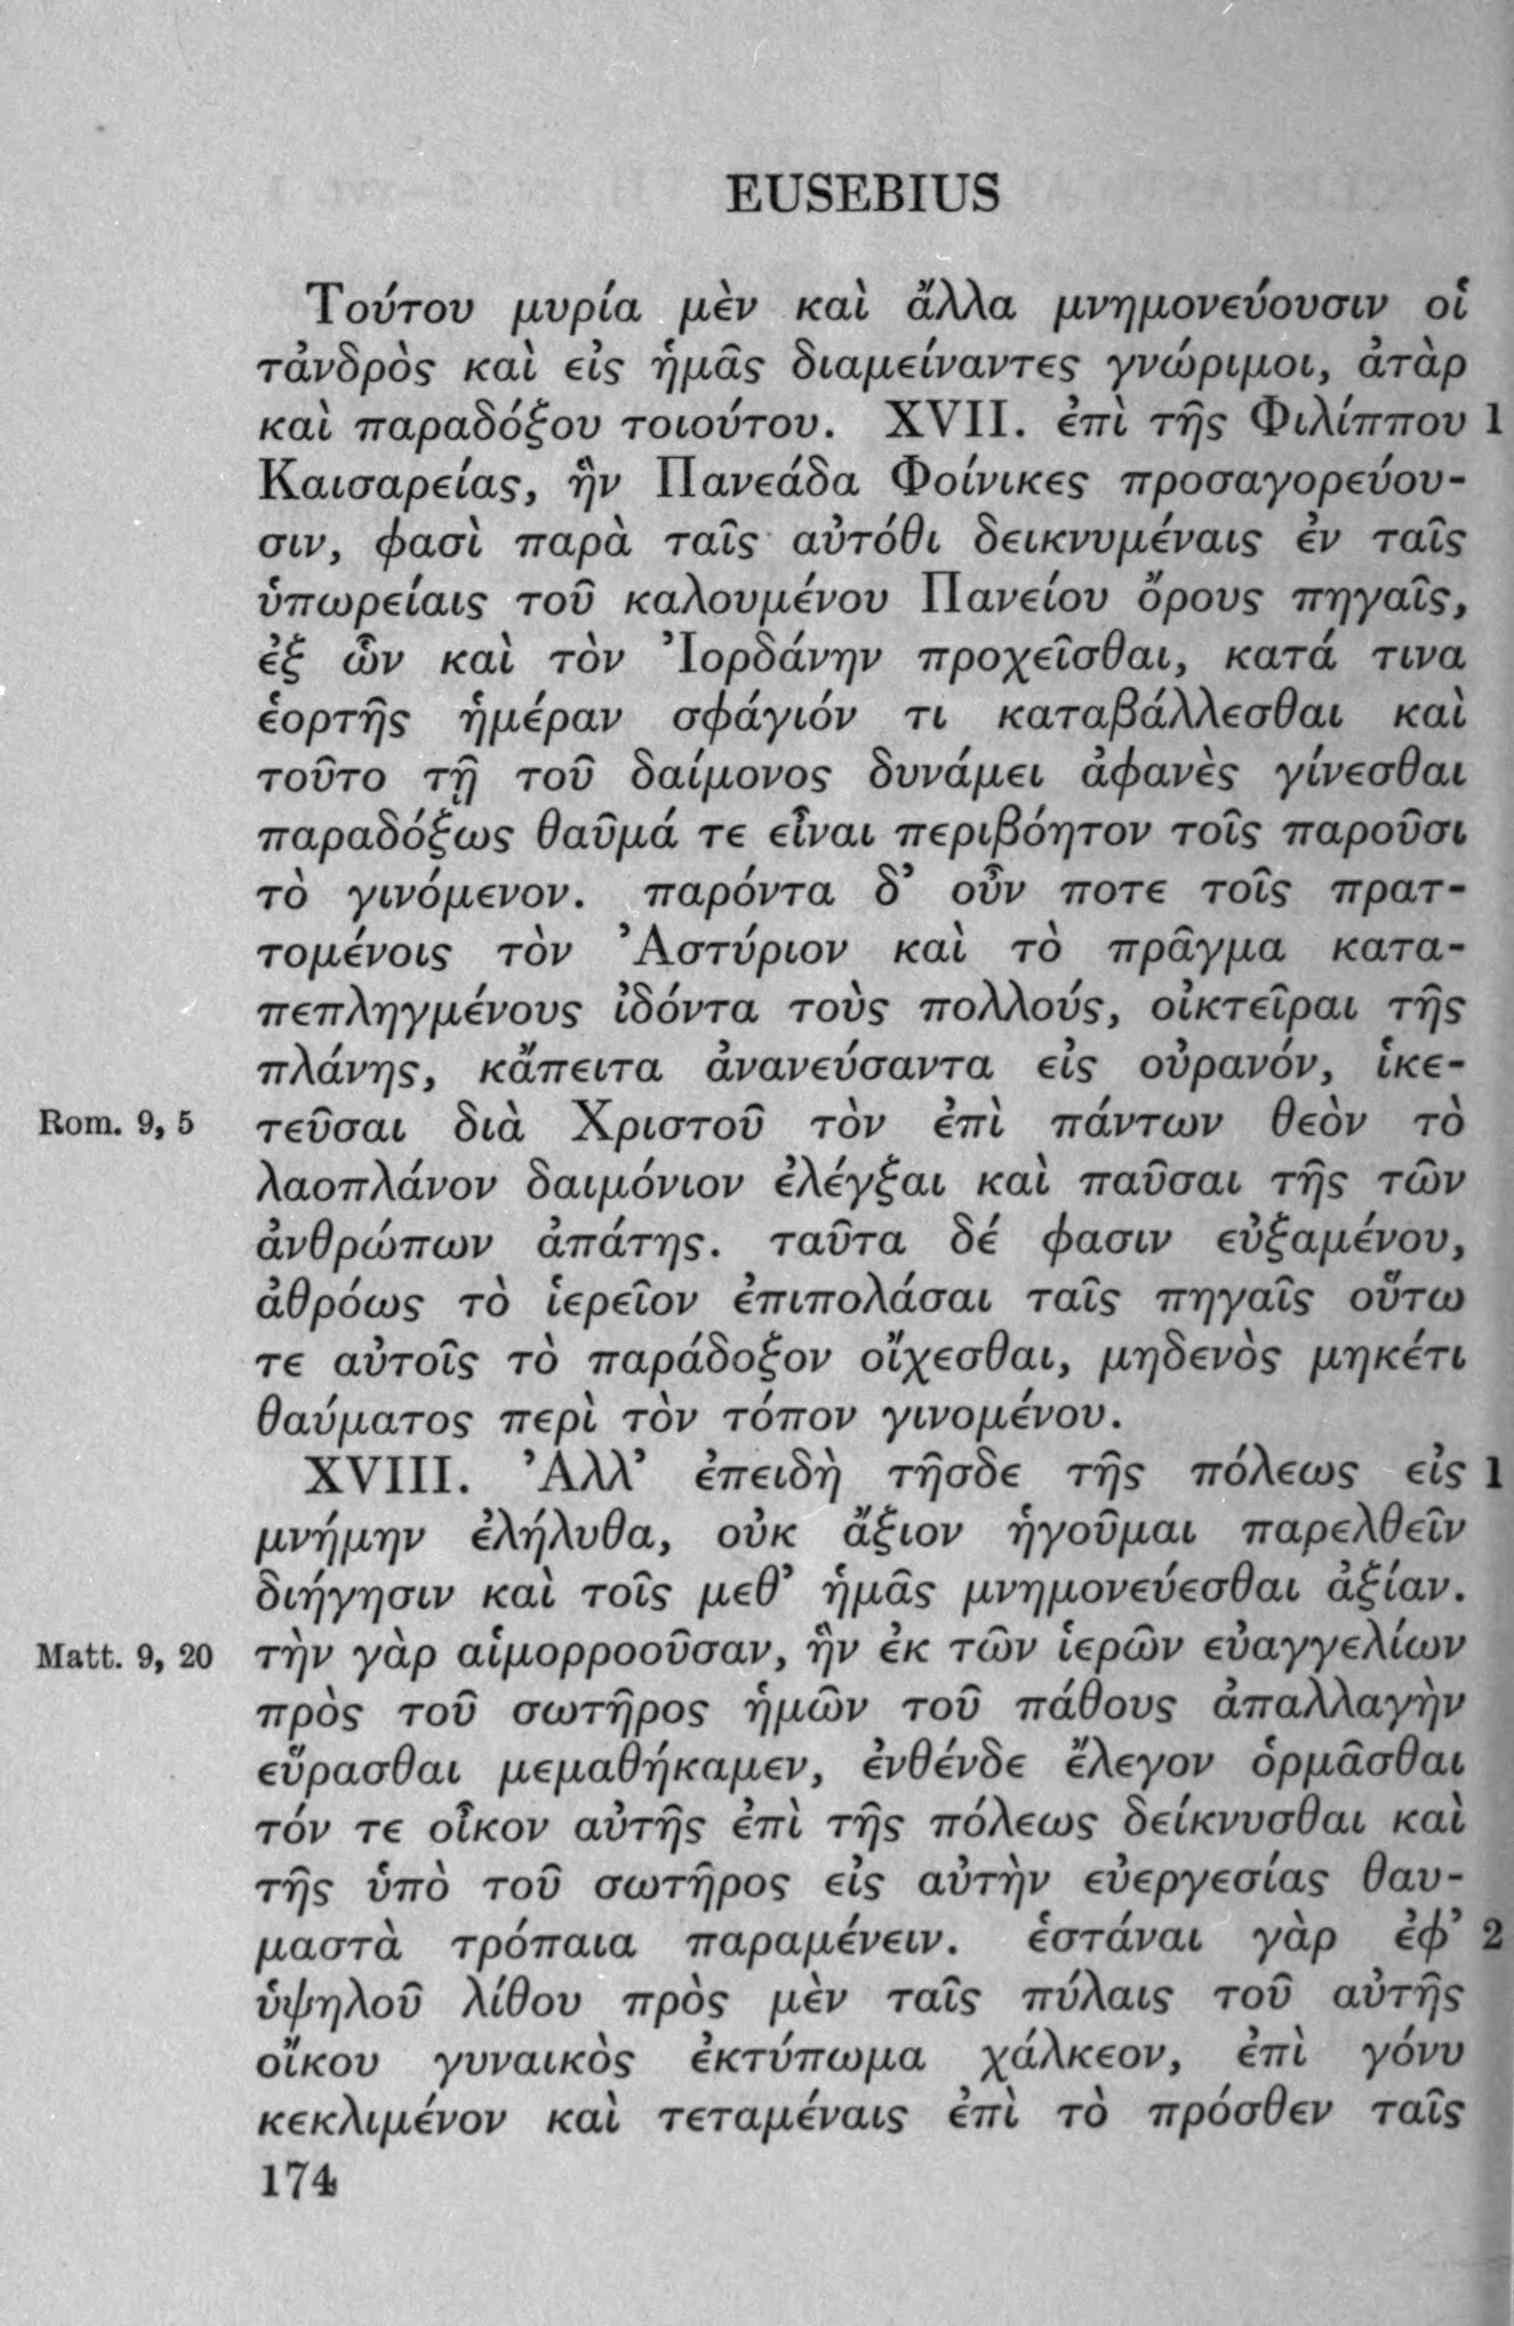 EUSEBIUS
Τούτου μυρία μὲν καὶ ἄλλα μνημονεύουσιν οἱ
τἀνδρὸς καὶ εἰς ἡμᾶς διαμείναντες γνώριμοι, ἀτὰρ
καὶ παραδόξου τοιούτου. XVII. ἐπὶ τῆς Φιλίππου 1
Καισαρείας, ἣν Πανεάδα Φοίνικες προσαγορεύου-
σιν, φασὶ παρὰ ταῖς αὐτόθι δεικνυμέναις ἐν ταῖς
ὑπωρείαις τοῦ καλουμένου Πανείου ὄρους πηγαῖς,
ἐξ ὧν καὶ τὸν Ἰορδάνην προχεῖσθαι, κατά τινα
ἑορτῆς ἡμέραν σφάγιόν τι καταβάλλεσθαι καὶ
τοῦτο τῇ τοῦ δαίμονος δυνάμει ἀφανὲς γίνεσθαι
παραδόξως θαῦμά τε εἶναι περιβόητον τοῖς παροῦσι
τὸ γινόμενον. παρόντα δ’ οὖν ποτε τοῖς πρατ-
τομένοις τὸν Ἀστύριον καὶ τὸ πρᾶγμα κατα-
πεπληγμένους ἰδόντα τοὺς πολλούς, οἰκτεῖραι τῆς
πλάνης, κἄπειτα ἀνανεύσαντα εἰς οὐρανόν, ἱκε-
Rom. 9, 5 τεῦσαι διὰ Χριστοῦ τὸν ἐπὶ πάντων θεὸν τὸ
λαοπλάνον δαιμόνιον ἐλέγξαι καὶ παῦσαι τῆς τῶν
ἀνθρώπων ἀπάτης. ταῦτα δέ φασιν εὐξαμένου,
ἀθρόως τὸ ἱερεῖον ἐπιπολάσαι ταῖς πηγαῖς οὕτω
τε αὐτοῖς τὸ παράδοξον οἴχεσθαι, μηδενὸς μηκέτι
θαύματος περὶ τὸν τόπον γινομένου.
XVIII. Ἀλλ’ ἐπειδὴ τῆσδε τῆς πόλεως εἰς 1
μνήμην ἐλήλυθα, οὐκ ἄξιον ἡγοῦμαι παρελθεῖν
διήγησιν καὶ τοῖς μεθ’ ἡμᾶς μνημονεύεσθαι ἀξίαν.
Matt. 9, 20 τὴν γὰρ αἱμορροοῦσαν, ἣν ἐκ τῶν ἱερῶν εὐαγγελίων
πρὸς τοῦ σωτῆρος ἡμῶν τοῦ πάθους ἀπαλλαγὴν
εὕρασθαι μεμαθήκαμεν, ἐνθένδε ἔλεγον ὁρμᾶσθαι
τόν τε οἶκον αὐτῆς ἐπὶ τῆς πόλεως δείκνυσθαι καὶ
τῆς ὑπὸ τοῦ σωτῆρος εἰς αὐτὴν εὐεργεσίας θαυ-
μαστὰ τρόπαια παραμένειν. ἑστάναι γὰρ ἐφ’ 2
ὑψηλοῦ λίθου πρὸς μὲν ταῖς πύλαις τοῦ αὐτῆς
οἴκου γυναικὸς ἐκτύπωμα χάλκεον, ἐπὶ γόνυ
κεκλιμένον καὶ τεταμέναις ἐπὶ τὸ πρόσθεν ταῖς
174